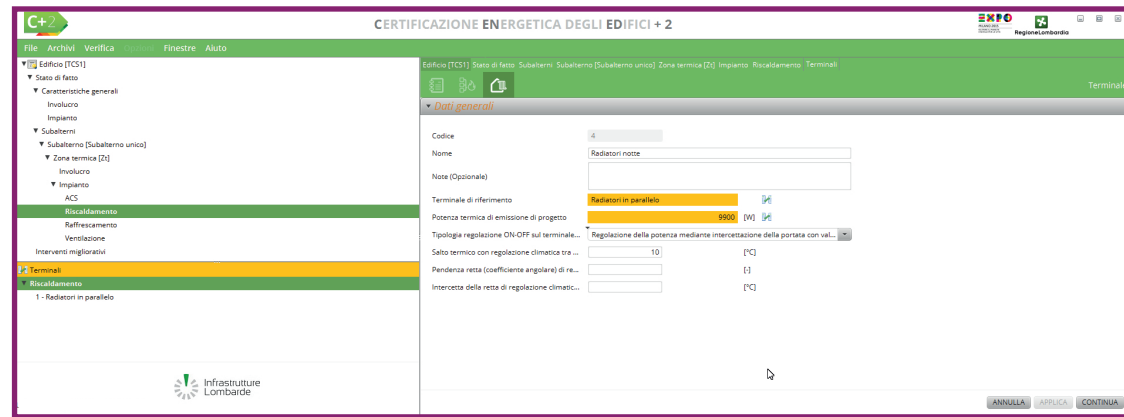 C+2
CERTIFICAZIONE ENERGETICA DEGLI EDIFICI + 2
EXPO
RegioneLombardia
File Archivi Verifica Finestre Aiuto
Edificio [TCS1]
Stato di fatto
Caratteristiche generali
Involucro
Impianto
Subalterni
Subalterno [Subalterno unico]
Zona termica [Zt]
Involucro
Impianto
ACS
Riscaldamento
Raffrescamento
Ventilazione
Interventi migliorativi
Terminali
Riscaldamento
1 - Radiatori in parallelo
Infrastrutture
Lombarde
Edificio [TCS1] Stato di fatto Subalterni Subalterno [Subalterno unico] Zona termica [Zt] Impianto Riscaldamento Terminali
Terminale
Dati generali
Codice 4
Nome Radiatori notte
Note (Opzionale)
Terminale di riferimento Radiatori in parallelo
Potenza termica di emissione di progetto 9900 [W]
Tipologia regolazione ON-OFF sul terminale... Regolazione della potenza mediante intercettazione della portata con val...
Salto termico con regolazione climatica tra ... 10 [°C]
Pendenza retta (coefficiente angolare) di re... [-]
Intercetta della retta di regolazione climatic... [°C]
ANNULLA APPLICA CONTINUA